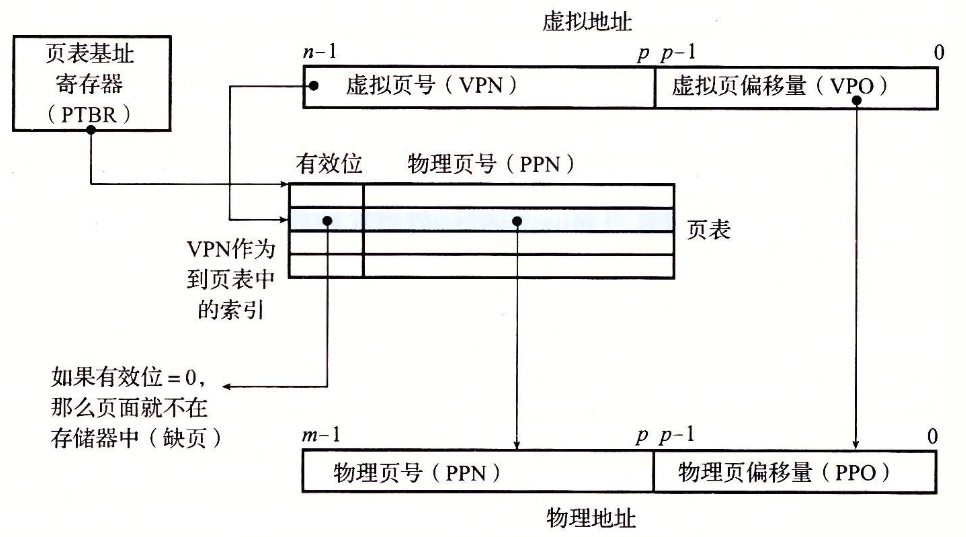 虚拟地址
页表基址
寄存器
（PTBR）
n-1
p p-1
0
虚拟页号（VPN）
虚拟页偏移量（VPO）
有效位
物理页号（PPN）
页表
VPN作为
到页表中
的索引
如果有效位=0，
那么页面就不在
存储器中（缺页）
m-1
p p-1
0
物理页号（PPN）
物理页偏移量（PPO）
物理地址